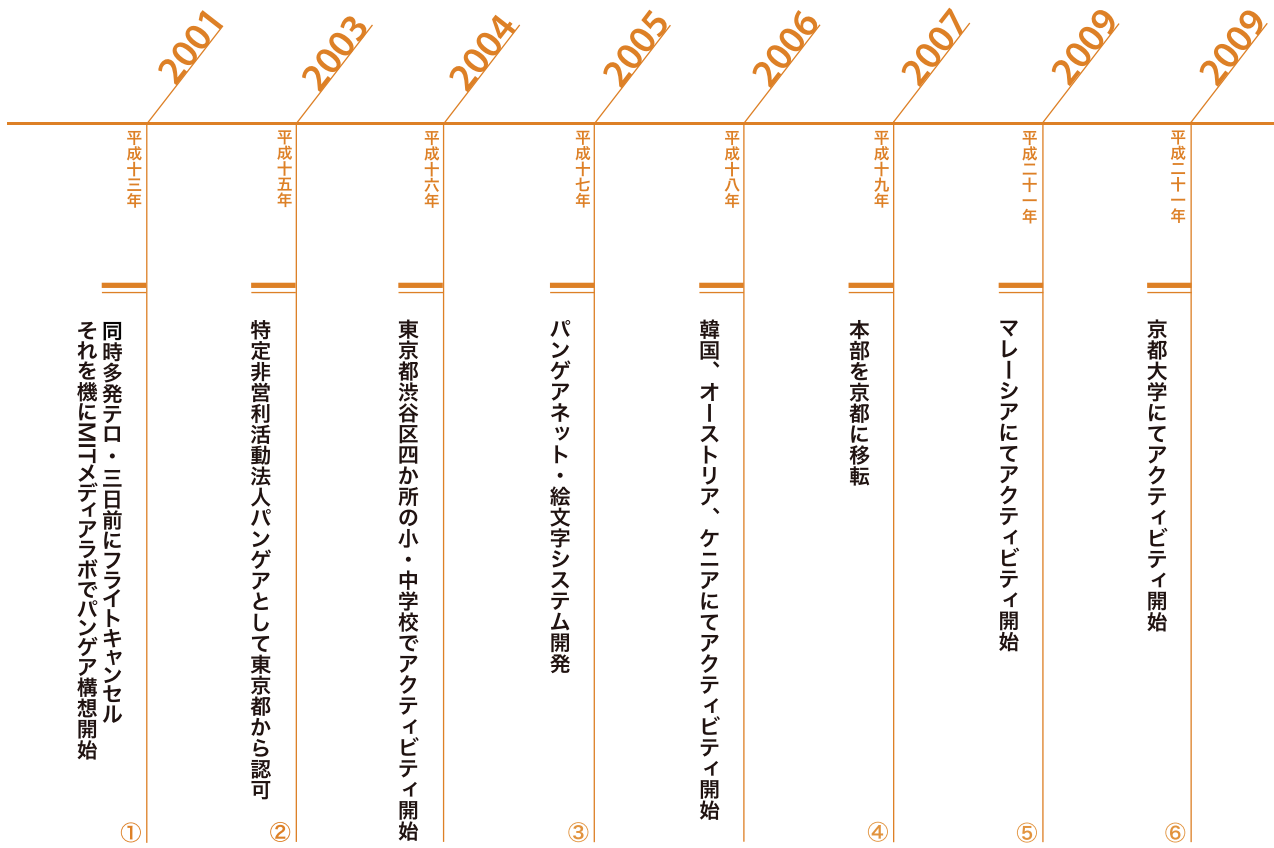 2001
平成十三年
同時多発テロ・三日前にフライトキャンセル
それを機にMITメディアラボでパンゲア構想開始
①
2003
平成十五年
特定非営利活動法人パンゲアとして東京都から認可
②
2004
平成十六年
東京都渋谷区四か所の小・中学校でアクティビティ開始
2005
平成十七年
パンゲアネット・絵文字システム開発
③
2006
平成十八年
韓国、オーストリア、ケニアにてアクティビティ開始
2007
平成十九年
本部を京都に移転
④
2009
平成二十一年
マレーシアにてアクティビティ開始
⑤
2009
平成二十一年
京都大学にてアクティビティ開始
⑥